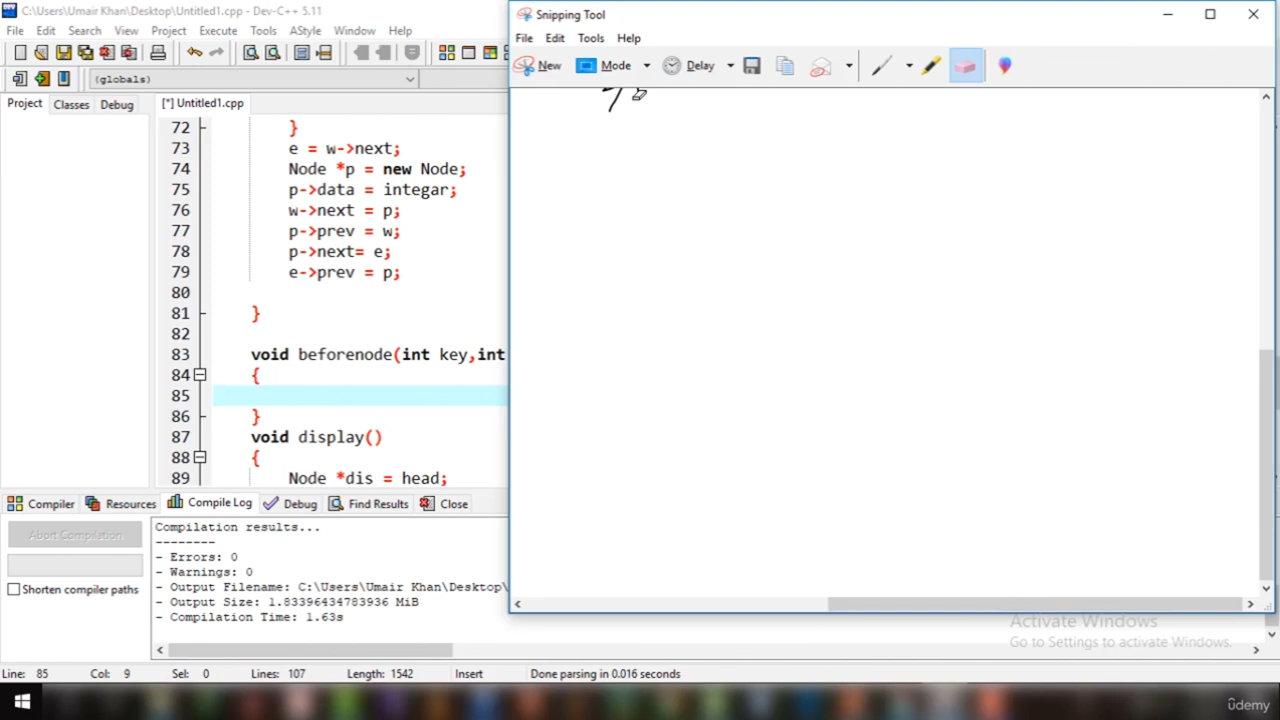 C:\Users\Umair Khan\Desktop\Untitled1.cpp - Dev-C++ 5.11
File Edit Search View Project Execute Tools AStyle Window Help
(globals)
Project Classes Debug
[*] Untitled1.cpp
72 }
73 e = w->next;
74 Node *p = new Node;
75 p->data = integar;
76 w->next = p;
77 p->prev = w;
78 p->next= e;
79 e->prev = p;
80
81 }
82
83 void beforenode(int key,int
84 {
85
86 }
87 void display()
88 {
89 Node *dis = head;
Compiler Resources Compile Log Debug Find Results Close
Abort Compilation
Shorten compiler paths
Compilation results...
--------
- Errors: 0
- Warnings: 0
- Output Filename: C:\Users\Umair Khan\Desktop\
- Output Size: 1.83396434783936 MiB
- Compilation Time: 1.63s
Line: 85 Col: 9 Sel: 0 Lines: 107 Length: 1542 Insert Done parsing in 0.016 seconds
Snipping Tool
File Edit Tools Help
New Mode Delay
Activate Windows
Go to Settings to activate Windows.
ûdemy